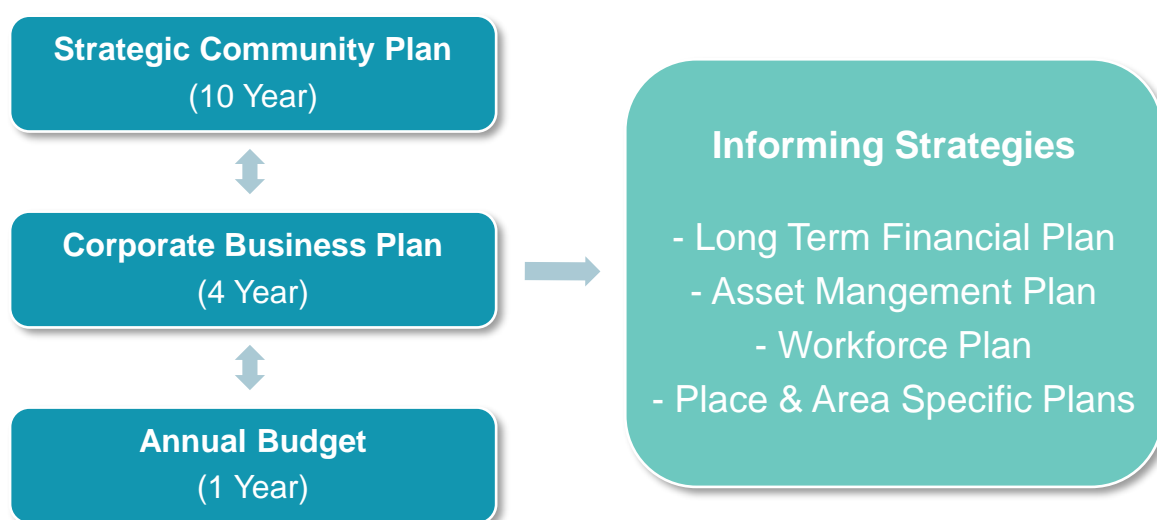 Strategic Community Plan
(10 Year)
Corporate Business Plan
(4 Year)
Annual Budget
(1 Year)
Informing Strategies
- Long Term Financial Plan
- Asset Mangement Plan
- Workforce Plan
- Place & Area Specific Plans